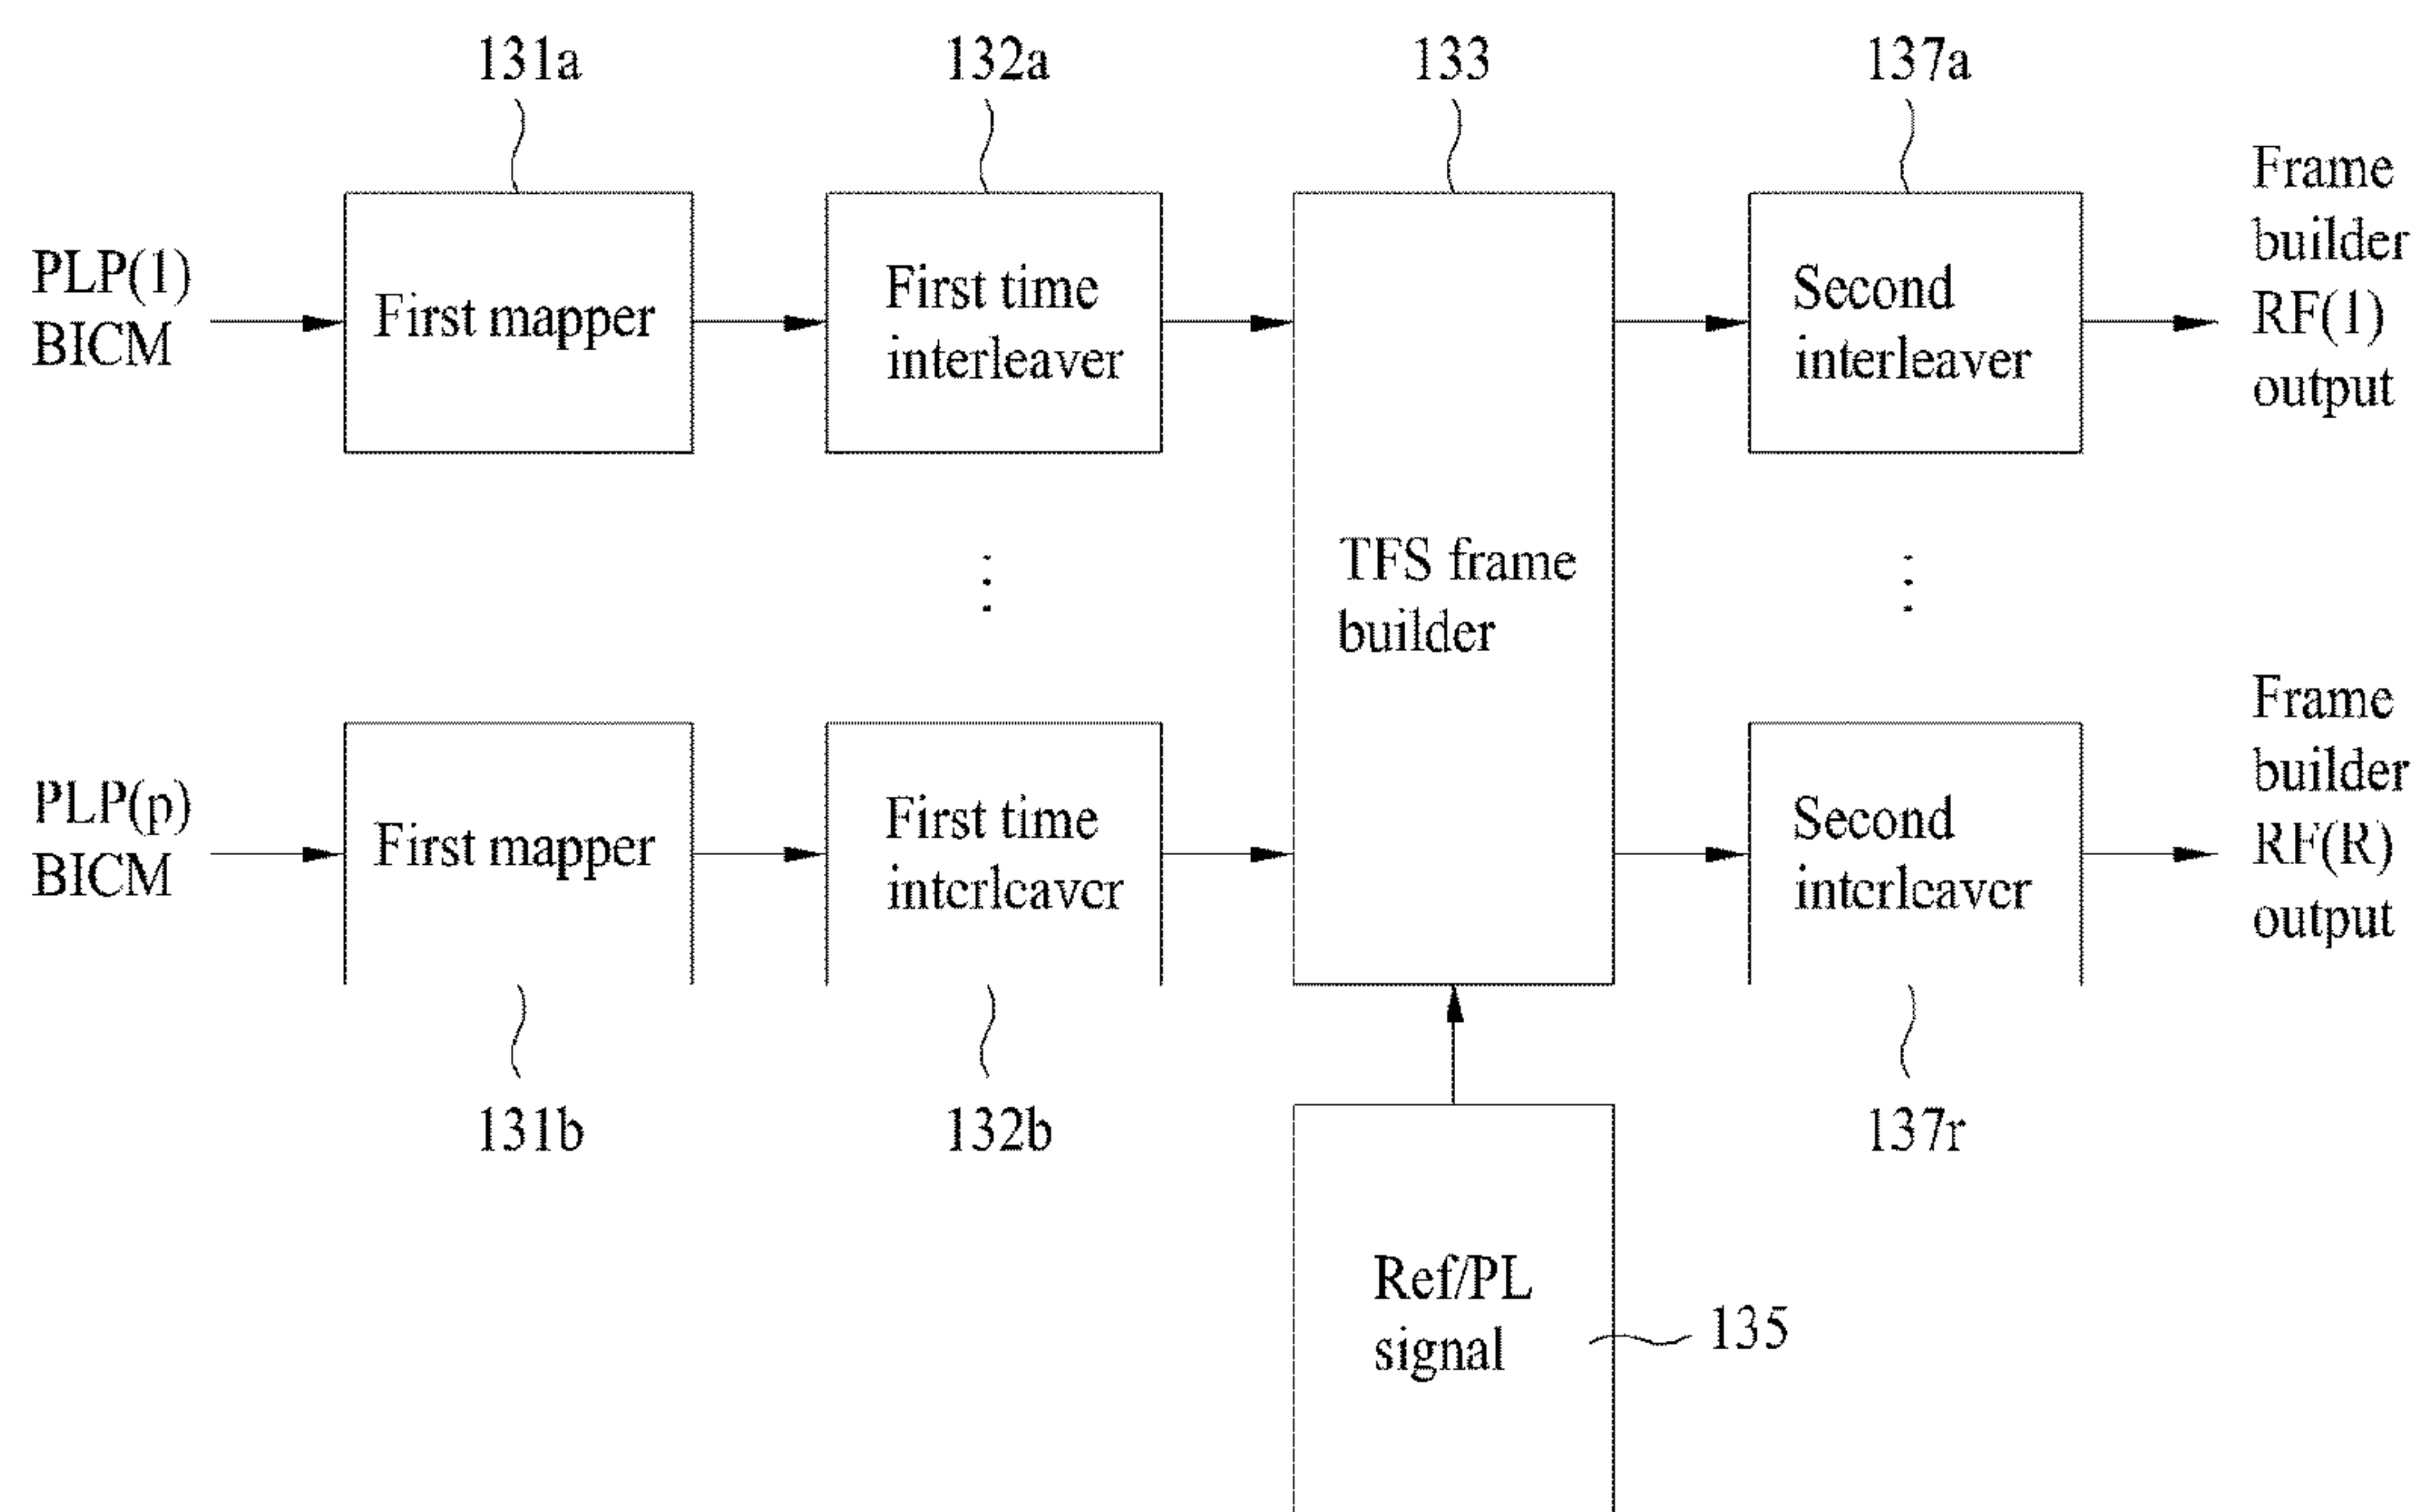 131a
132a
133
137a
PLP(1)
BICM
First mapper
First time
interleaver
Second
interleaver
Frame
builder
RF(1)
output
TFS frame
builder
PLP(p)
BICM
First mapper
First time
interleaver
Second
interleaver
Frame
builder
RF(R)
output
131b
132b
137r
Ref/PL
signal
135